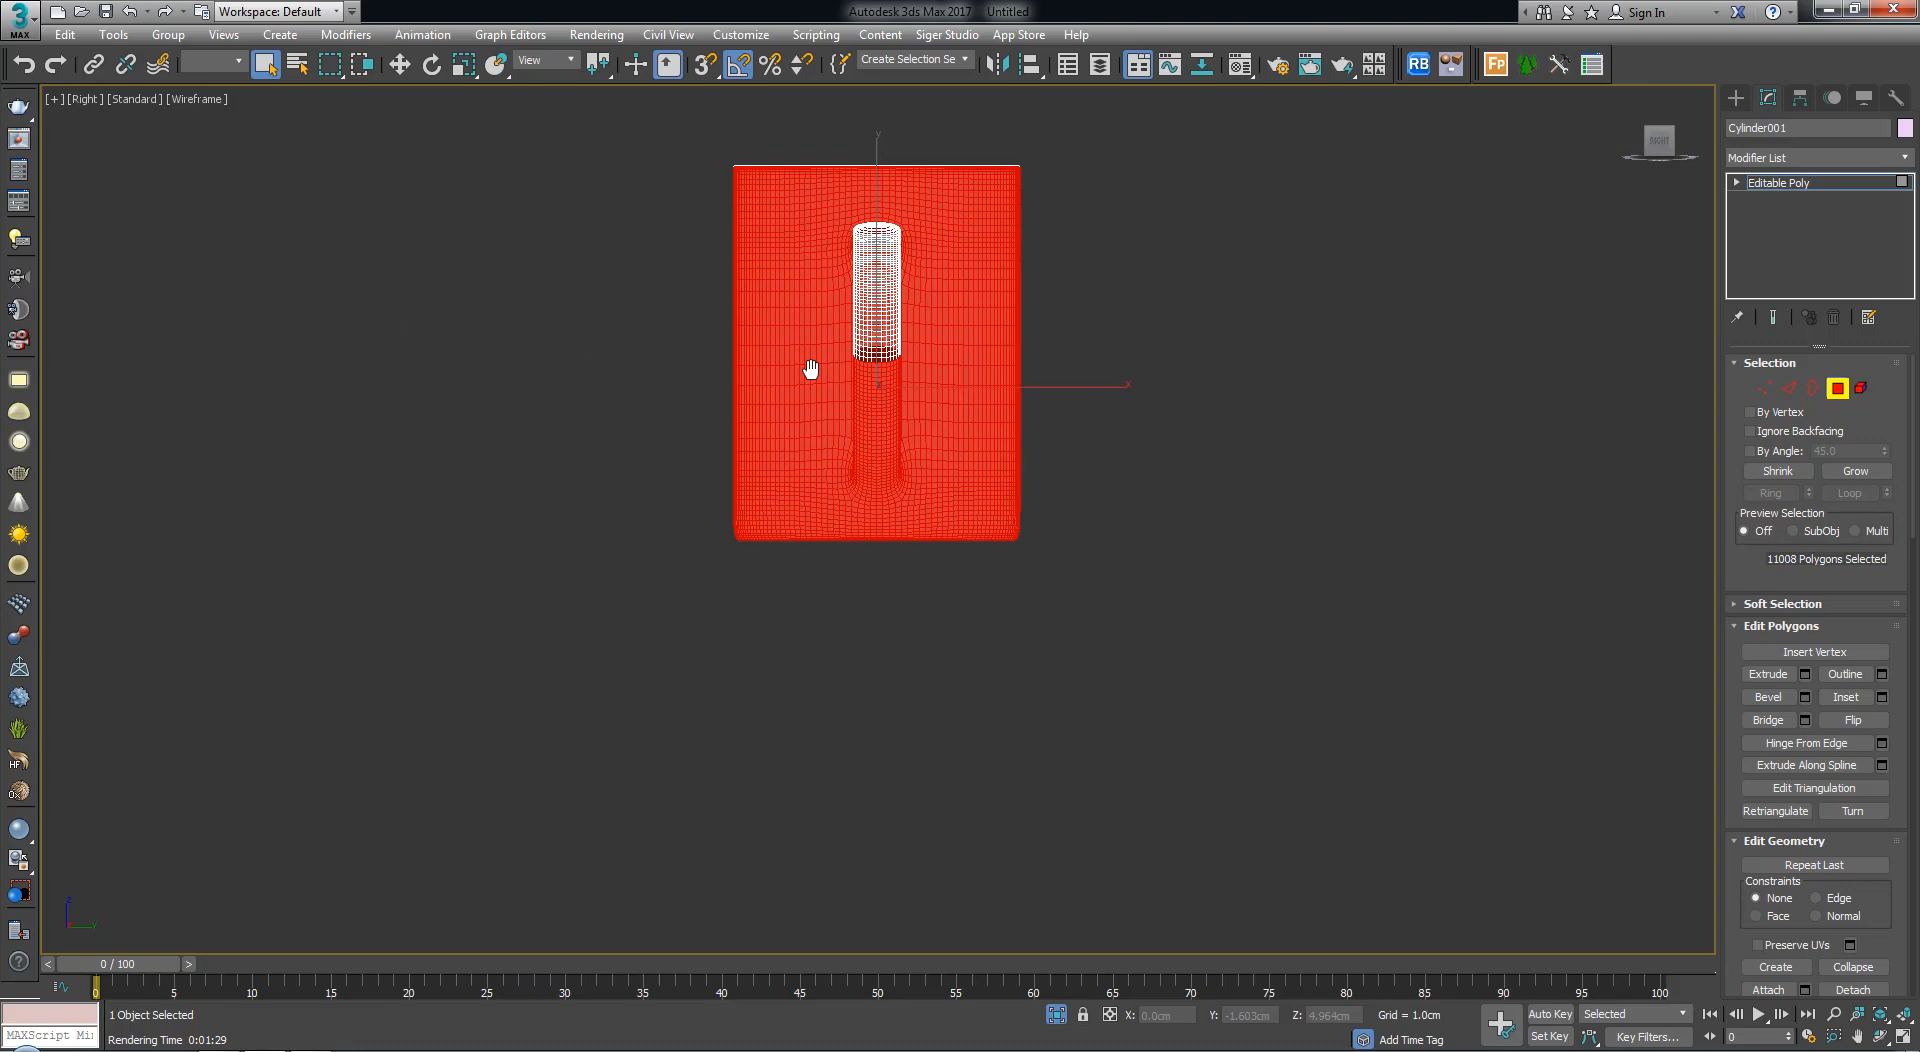 MAX
Workspace: Default
Autodesk 3ds Max 2017
Untitled
Sign In
Edit
Tools
Group
Views
Create
Modifiers
Animation
Graph Editors
Rendering
Civil View
Customize
Scripting
Content
Siger Studio
App Store
Help
View
Create Selection Se
RB
FP
[+] [Right] [Standard] [Wireframe]
RIGHT
y
x
Cylinder001
Modifier List
Editable Poly
Selection
By Vertex
Ignore Backfacing
By Angle: 45.0
Shrink
Grow
Ring
Loop
Preview Selection
Off
SubObj
Multi
11008 Polygons Selected
Soft Selection
Edit Polygons
Insert Vertex
Extrude
Outline
Bevel
Inset
Bridge
Flip
Hinge From Edge
Extrude Along Spline
Edit Triangulation
Retriangulate
Turn
Edit Geometry
Repeat Last
Constraints
None
Edge
Face
Normal
Preserve UVs
Create
Collapse
Attach
Detach
HF
z
y
< 0 / 100 >
0 5 10 15 20 25 30 35 40 45 50 55 60 65 70 75 80 85 90 95 100
1 Object Selected
X: 0.0cm
Y: -1.603cm
Z: 4.964cm
Grid = 1.0cm
Auto Key
Selected
MAXScript Mi
Rendering Time 0:01:29
Add Time Tag
Set Key
Key Filters...
0